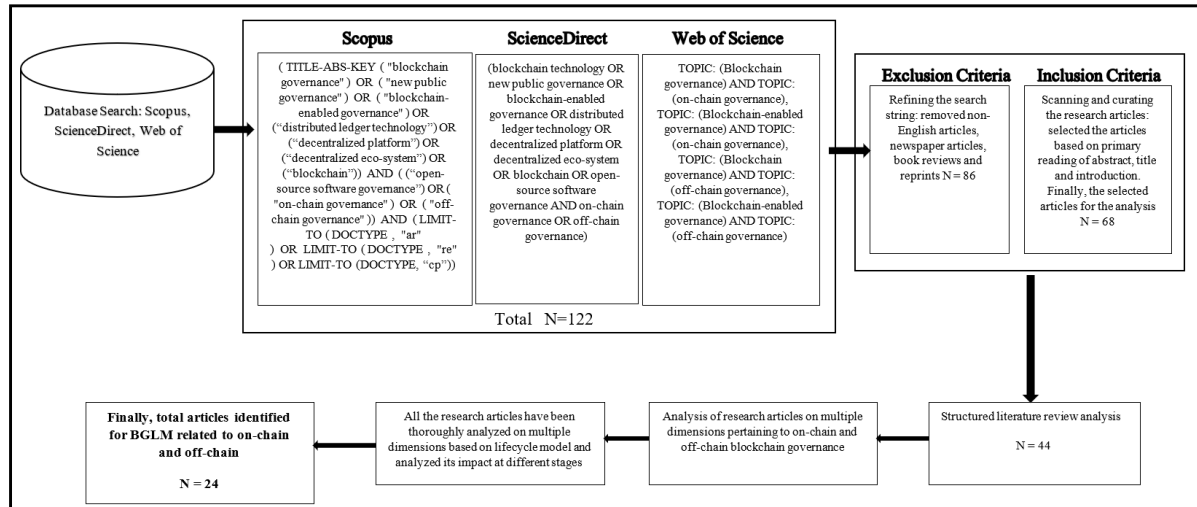 Database Search: Scopus,
ScienceDirect, Web of
Science
Scopus
( TITLE-ABS-KEY ( "blockchain
governance" ) OR ( "new public
governance" ) OR ( "blockchain-
enabled governance" ) OR
(“distributed ledger technology”) OR
(“decentralized platform”) OR
(“decentralized eco-system”) OR
(“blockchain”)) AND ((“open-
source software governance”) OR (
"on-chain governance" ) OR ( "off-
chain governance" )) AND ( LIMIT-
TO ( DOCTYPE , "ar"
) OR LIMIT-TO ( DOCTYPE , "re"
) OR LIMIT-TO (DOCTYPE, “cp”))
ScienceDirect
(blockchain technology OR
new public governance OR
blockchain-enabled
governance OR distributed
ledger technology OR
decentralized platform OR
decentralized eco-system
OR blockchain OR open-
source software
governance AND on-chain
governance OR off-chain
governance)
Web of Science
TOPIC: (Blockchain
governance) AND TOPIC:
(on-chain governance),
TOPIC: (Blockchain-enabled
governance) AND TOPIC:
(on-chain governance),
TOPIC: (Blockchain
governance) AND TOPIC:
(off-chain governance),
TOPIC: (Blockchain-enabled
governance) AND TOPIC:
(off-chain governance)
Total N=122
Exclusion Criteria
Refining the search
string: removed non-
English articles,
newspaper articles,
book reviews and
reprints N = 86
Inclusion Criteria
Scanning and curating
the research articles:
selected the articles
based on primary
reading of abstract, title
and introduction.
Finally, the selected
articles for the analysis
N = 68
Structured literature review analysis
N = 44
Analysis of research articles on multiple
dimensions pertaining to on-chain and
off-chain blockchain governance
All the research articles have been
thoroughly analyzed on multiple
dimensions based on lifecycle model and
analyzed its impact at different stages
Finally, total articles identified
for BGLM related to on-chain
and off-chain
N = 24